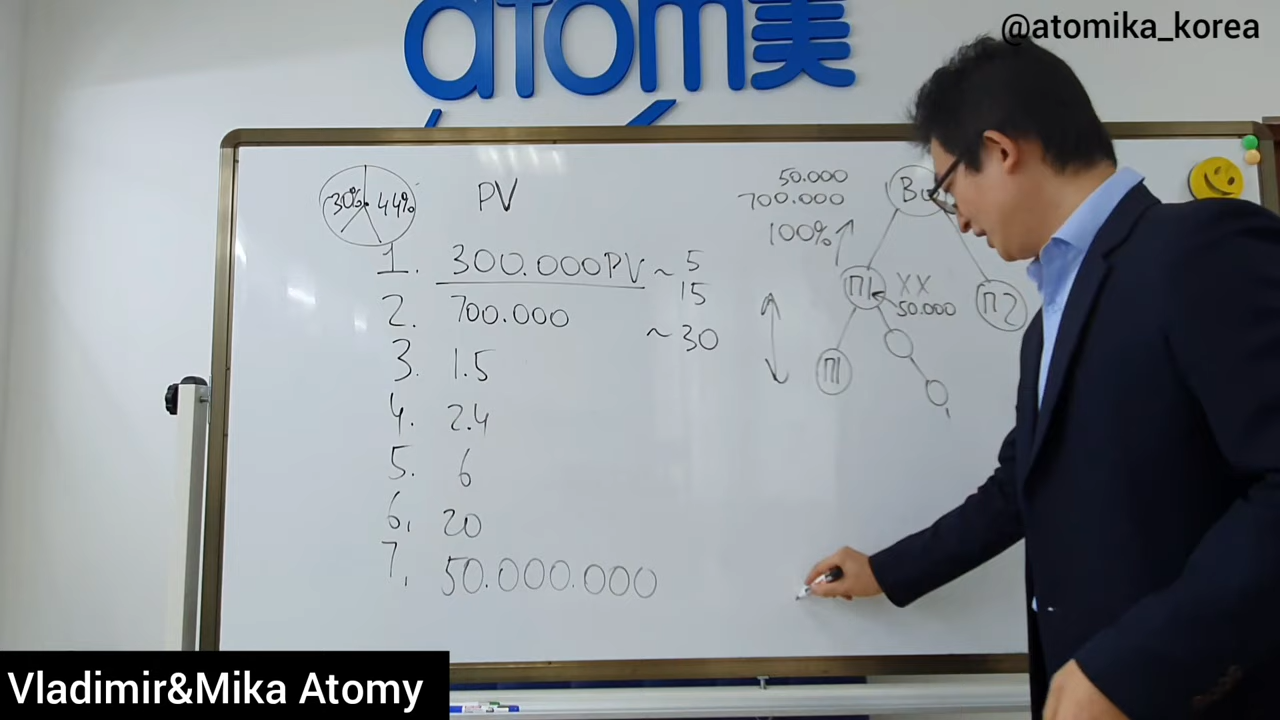 atom美
@atomika_korea
30% 44%
PV
1. 300.000PV ~ 5
15
2. 700.000
~30
3. 1.5
4. 2.4
5. 6
6. 20
7. 50.000.000
50.000
700.000
100%
П1
XX
50.000
П2
П1
Vladimir&Mika Atomy